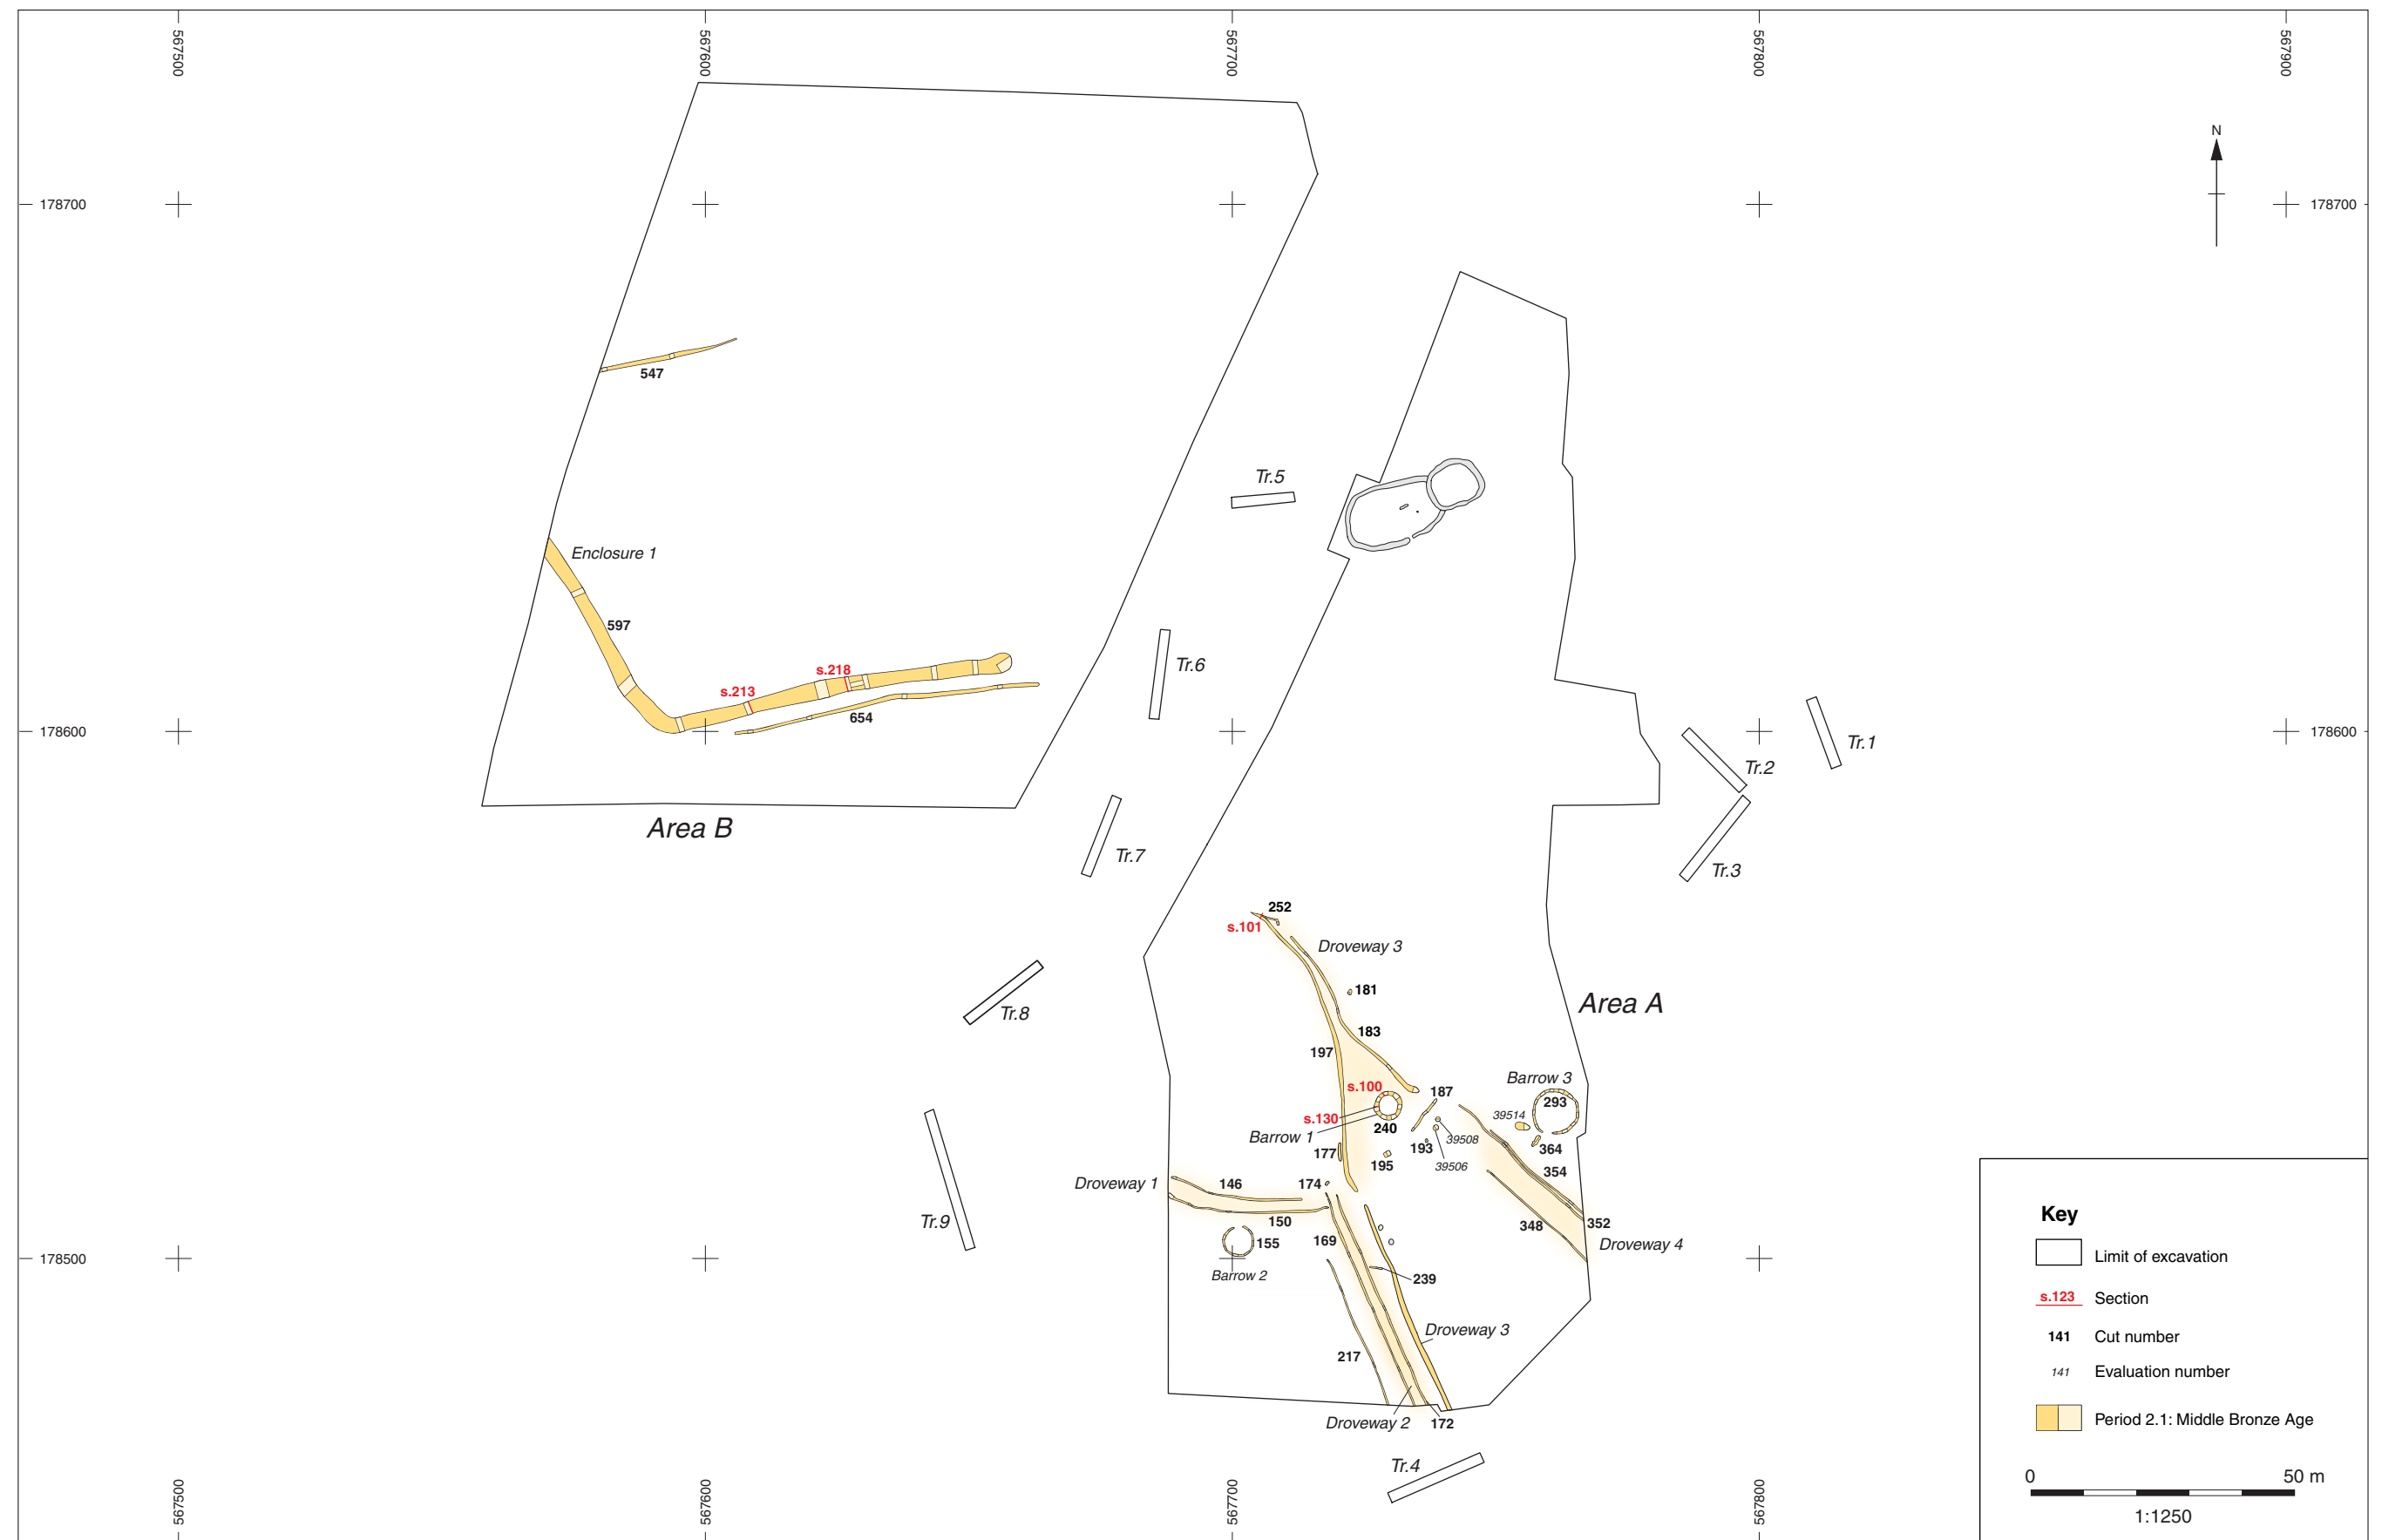 567500
567600
567700
567800
567900
N
178700
178700
547
Tr.5
Enclosure 1
597
Tr.6
s.218
s.213
654
178600
178600
Tr.1
Tr.2
Area B
Tr.7
Tr.3
252
s.101
Droveway 3
181
Area A
Tr.8
183
197
Barrow 3
s.100
187
293
39514
s.130
240
Barrow 1
39508
193
364
177
195
39506
354
Droveway 1
146
174
150
348
352
Tr.9
169
155
Droveway 4
178500
Barrow 2
239
Droveway 3
217
Droveway 2
172
Tr.4
Key
Limit of excavation
s.123 Section
141 Cut number
141 Evaluation number
Period 2.1: Middle Bronze Age
0 50 m
1:1250
567500
567600
567700
567800